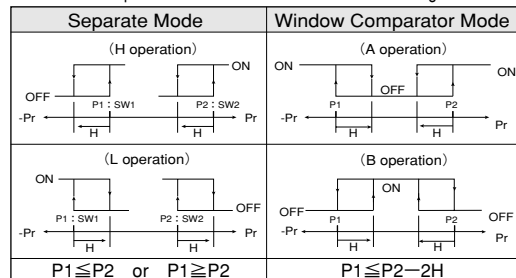 Separate Mode
Window Comparator Mode
(H operation)
ON
OFF
P1：SW1
P2：SW2
-Pr
Pr
H
H
(A operation)
ON
ON
OFF
P1
P2
-Pr
Pr
H
H
(L operation)
ON
OFF
P1：SW1
P2：SW2
-Pr
Pr
H
H
(B operation)
ON
OFF
OFF
P1
P2
-Pr
Pr
H
H
P1≦P2 or P1≧P2
P1≦P2－2H